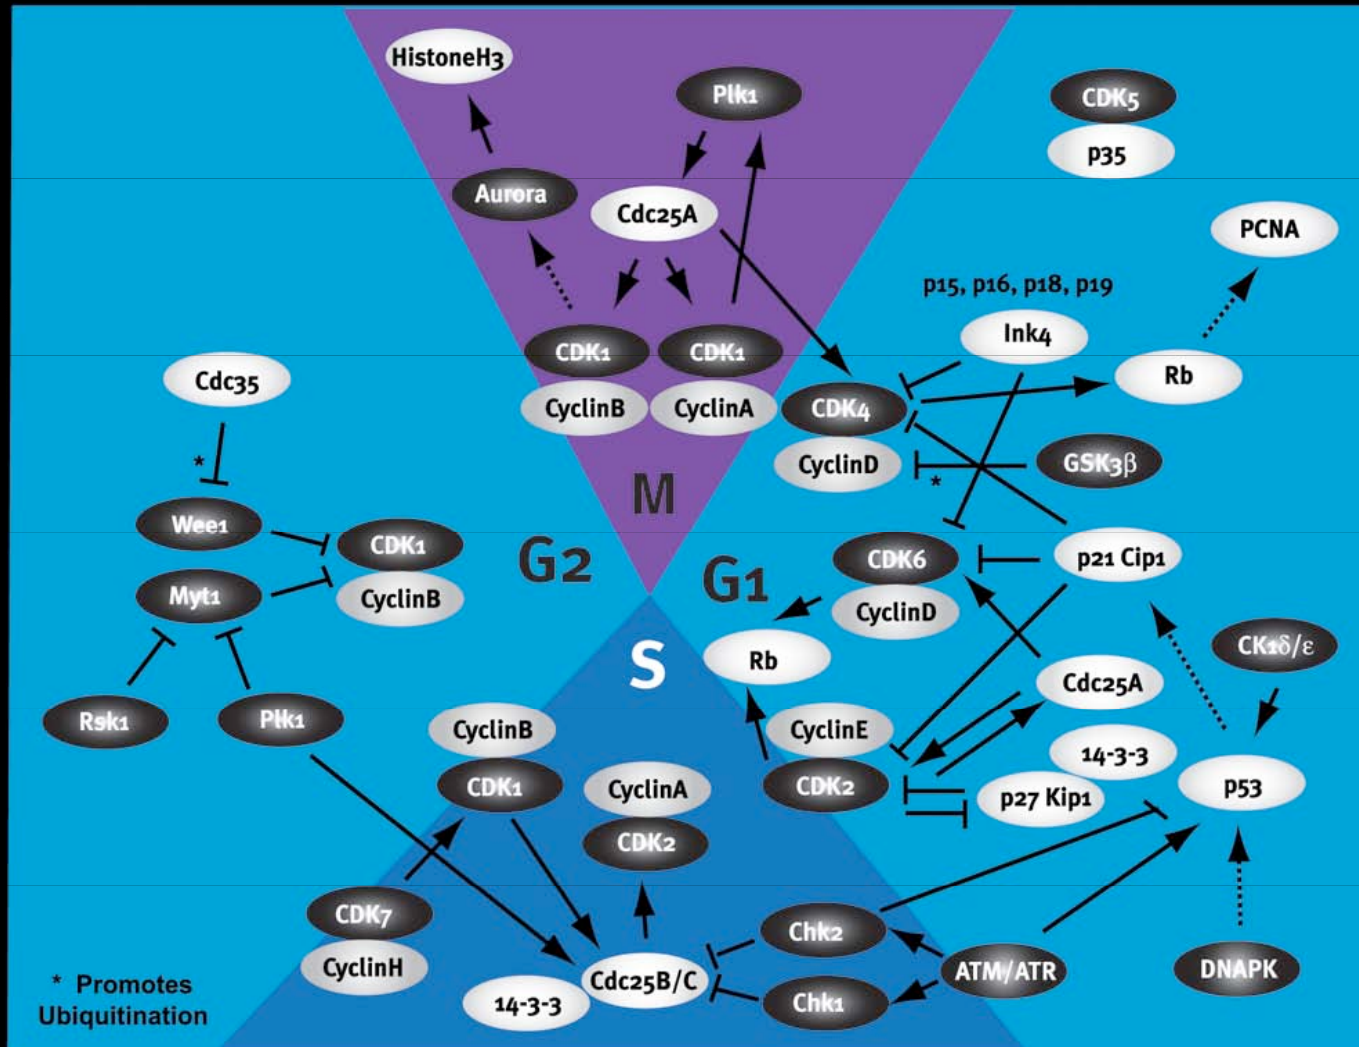 HistoneH3
Plk1
CDK5
p35
Aurora
Cdc25A
PCNA
p15, p16, p18, p19
Ink4
CDK1
CDK1
Rb
Cdc35
CyclinB
CyclinA
CDK4
CyclinD
GSK3β
*
*
M
Wee1
CDK1
G2
G1
CDK6
p21 Cip1
Myt1
CyclinB
CyclinD
S
Rb
CK1δ/ε
Cdc25A
Rsk1
Plk1
CyclinB
CyclinE
14-3-3
CDK1
CyclinA
CDK2
p27 Kip1
p53
CDK2
CDK7
Chk2
CyclinH
Cdc25B/C
ATM/ATR
DNAPK
14-3-3
Chk1
* Promotes
Ubiquitination